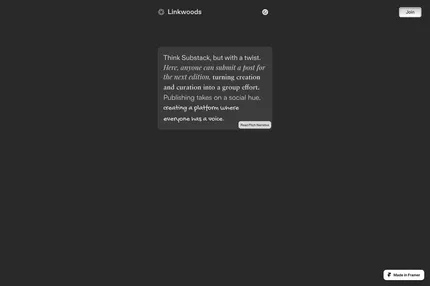 Linkwoods
Join
Think Substack, but with a twist.
Here, anyone can submit a post for
the next edition, turning creation
and curation into a group effort.
Publishing takes on a social hue,
creating a platform where
everyone has a voice.
Read Pitch Narrative
Made in Framer